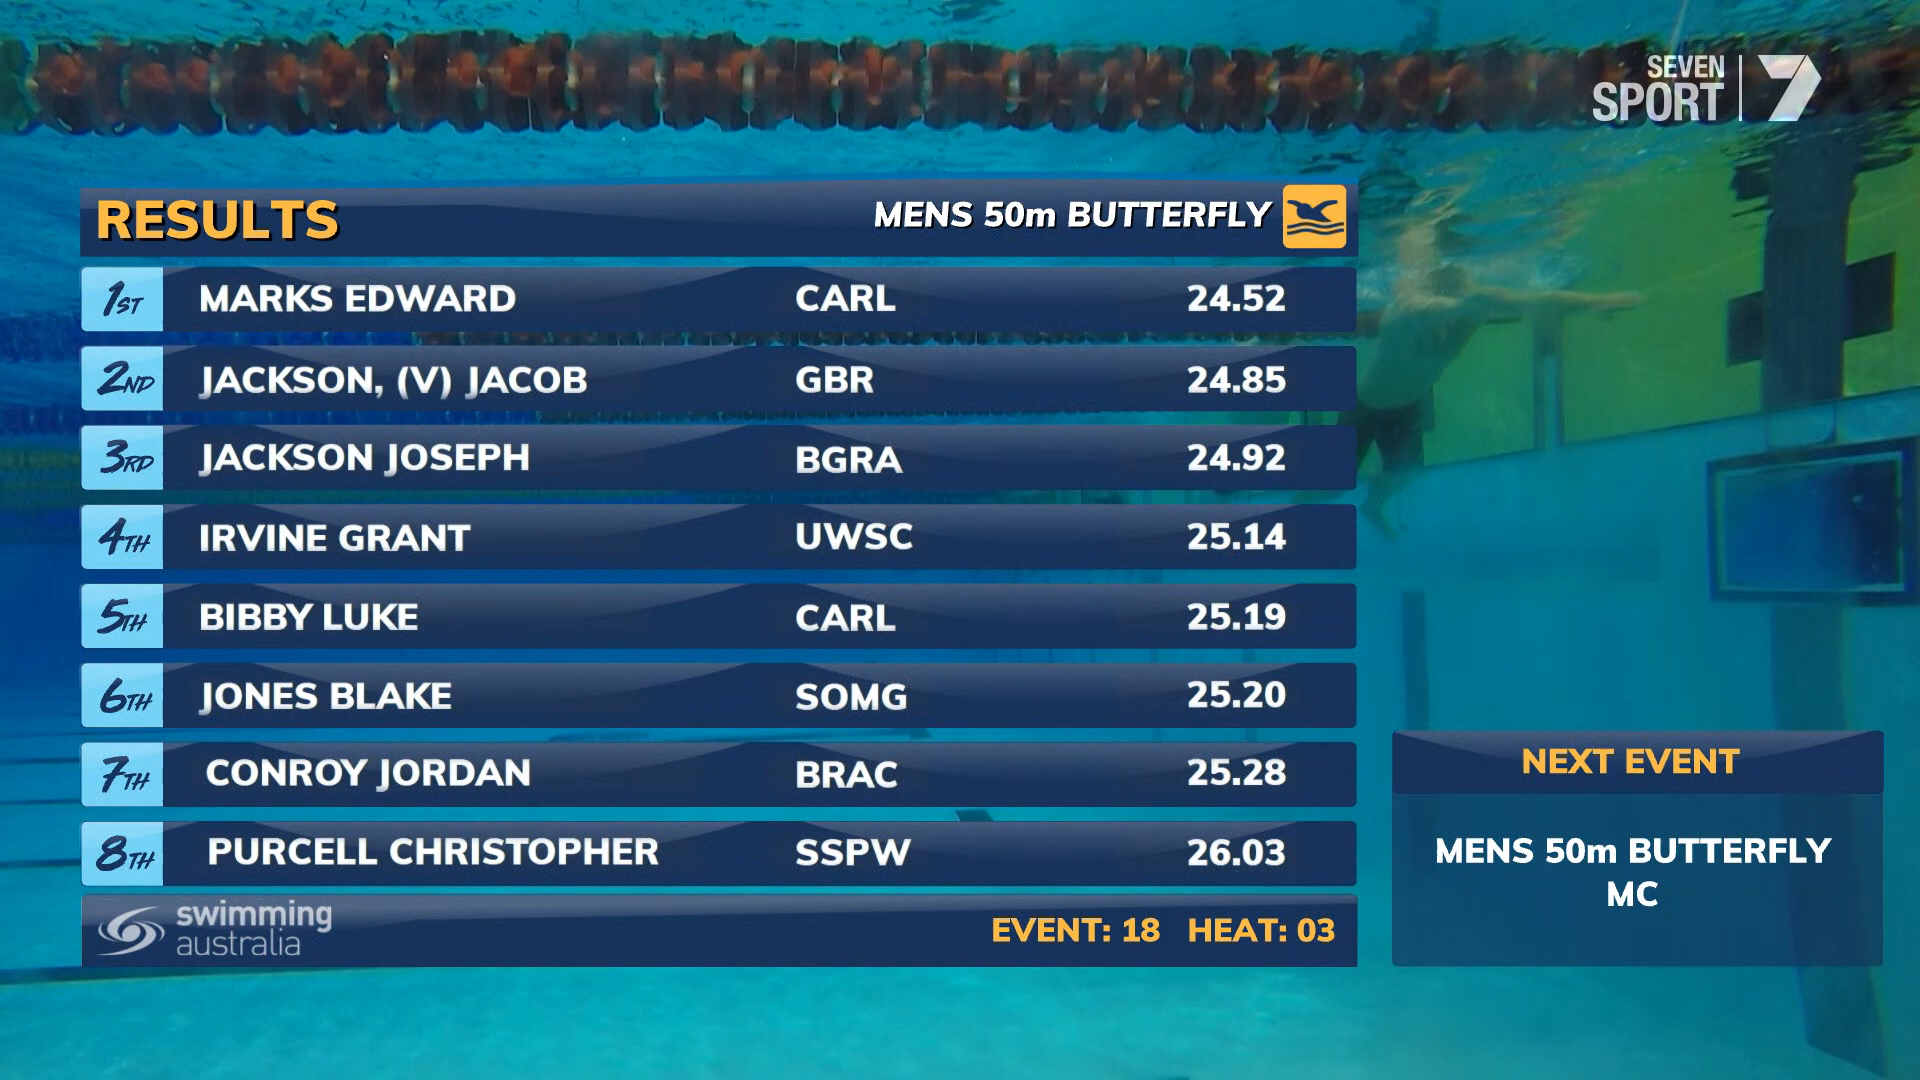 SEVEN
SPORT 7
RESULTS MENS 50m BUTTERFLY
1ST MARKS EDWARD CARL 24.52
2ND JACKSON, (V) JACOB GBR 24.85
3RD JACKSON JOSEPH BGRA 24.92
4TH IRVINE GRANT UWSC 25.14
5TH BIBBY LUKE CARL 25.19
6TH JONES BLAKE SOMG 25.20
7TH CONROY JORDAN BRAC 25.28
8TH PURCELL CHRISTOPHER SSPW 26.03
swimming
australia
EVENT: 18 HEAT: 03
NEXT EVENT
MENS 50m BUTTERFLY
MC